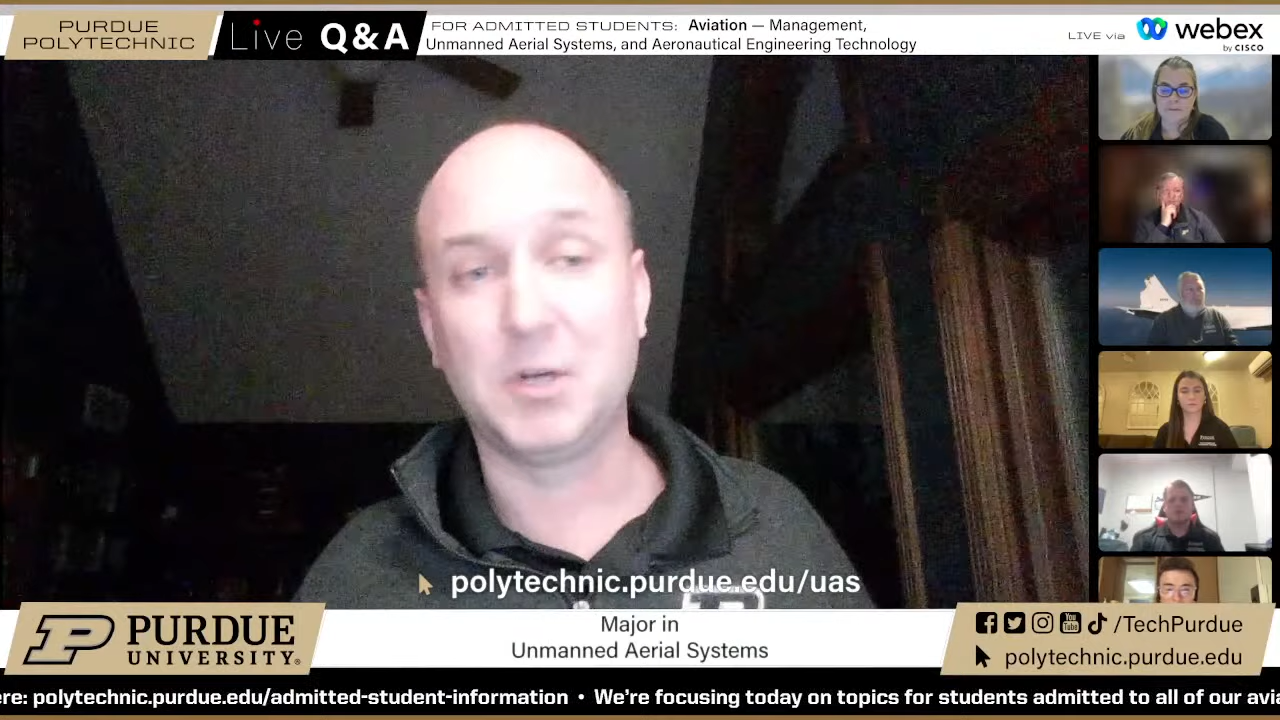 PURDUE
POLYTECHNIC
Live Q&A
FOR ADMITTED STUDENTS: Aviation — Management,
Unmanned Aerial Systems, and Aeronautical Engineering Technology
LIVE via
webex
by CISCO
polytechnic.purdue.edu/uas
P PURDUE
UNIVERSITY®
Major in
Unmanned Aerial Systems
You Tube
/TechPurdue
polytechnic.purdue.edu
ere: polytechnic.purdue.edu/admitted-student-information • We're focusing today on topics for students admitted to all of our avia